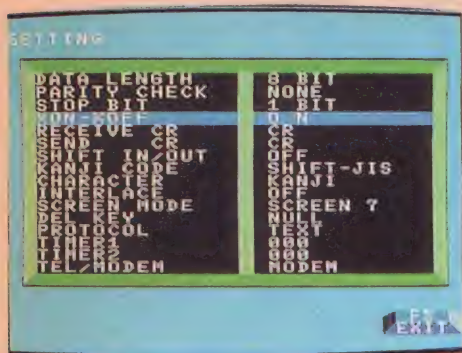 SETTING
DATA LENGTH 8 BIT
PARITY CHECK NONE
STOP BIT 1 BIT
XON-XOFF ON
RECEIVE CR CR
SEND CR CR
SHIFT IN/OUT OFF
KANJI CODE SHIFT-JIS
CHARACTER KANJI
INTERLACE OFF
SCREEN MODE SCREEN 7
DEL KEY NULL
PROTOCOL TEXT
TIMER1 000
TIMER2 000
TEL/MODEM MODEM
F5
EXIT